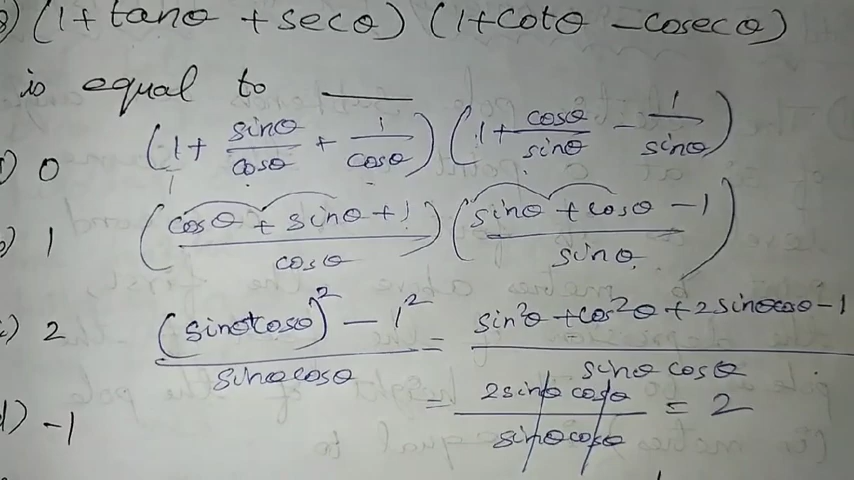 (1+tanθ +secθ) (1+cotθ -cosecθ)
is equal to ____
(1+ sinθ/cosθ + 1/cosθ) (1+ cosθ/sinθ - 1/sinθ)
0
(cosθ + sinθ +1)/cosθ (sinθ + cosθ -1)/sinθ
1
((sinθ+cosθ)² - 1²)/(sinθcosθ) = (sin²θ +cos²θ +2sinθcosθ -1)/(sinθ cosθ)
c) 2
= (2sinθ cosθ)/(sinθcosθ) = 2
d) -1